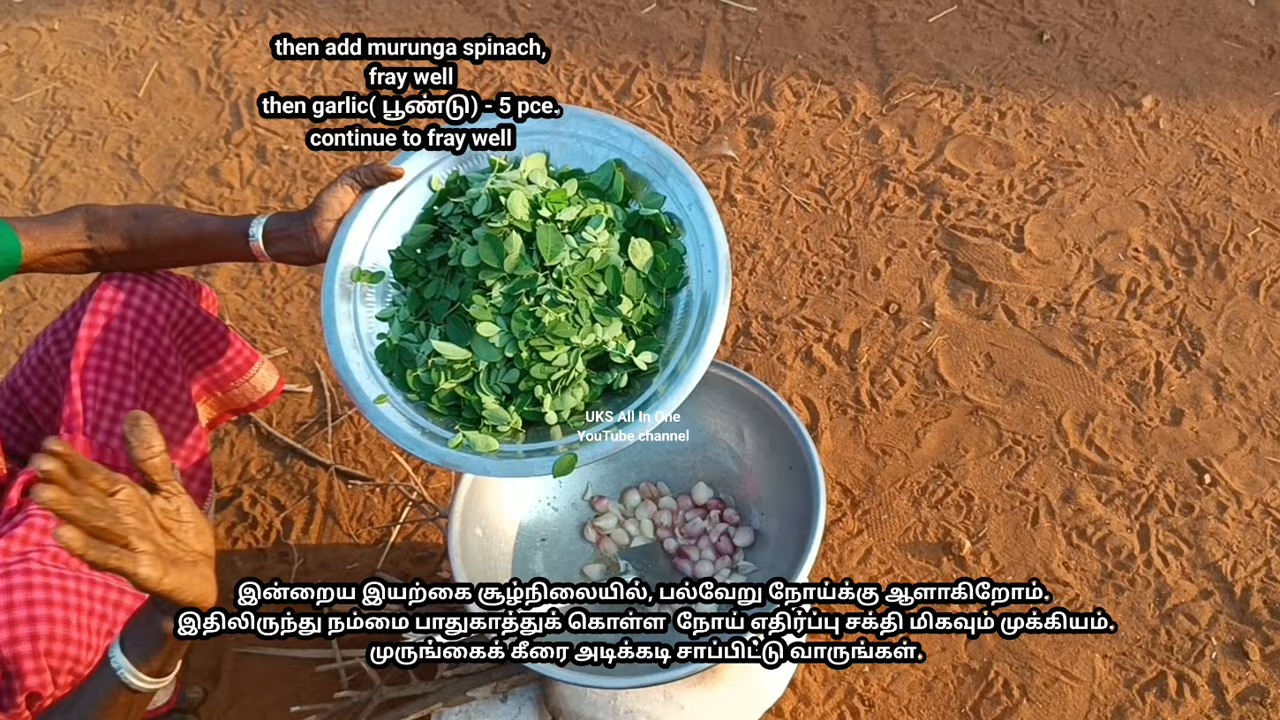 then add murunga spinach,
fray well
then garlic( பூண்டு) - 5 pce.
continue to fray well
UKS All In One
YouTube channel
இன்றைய இயற்கை சூழ்நிலையில், பல்வேறு நோய்க்கு ஆளாகிறோம்.
இதிலிருந்து நம்மை பாதுகாத்துக் கொள்ள நோய் எதிர்ப்பு சக்தி மிகவும் முக்கியம்.
முருங்கைக் கீரை அடிக்கடி சாப்பிட்டு வாருங்கள்.